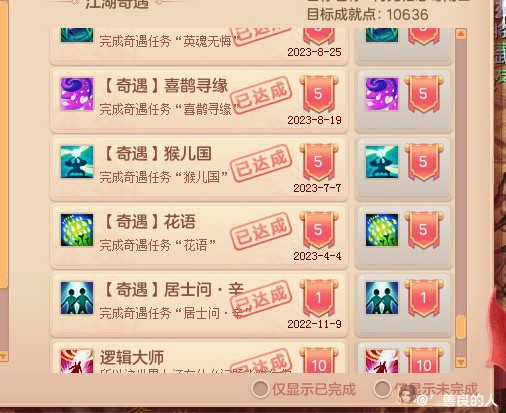 江湖奇遇
目标成就点：10636
完成奇遇任务“英魂无悔”
已达成
2023-8-25
【奇遇】喜鹊寻缘
完成奇遇任务“喜鹊寻缘”
已达成
5
2023-8-19
5
【奇遇】猴儿国
完成奇遇任务“猴儿国”
已达成
5
2023-7-7
5
【奇遇】花语
完成奇遇任务“花语”
已达成
5
2023-4-4
5
【奇遇】居士问·辛
完成奇遇任务“居士问·辛”
已达成
1
2022-11-9
1
逻辑大师
已达成
10
10
仅显示已完成
仅显示未完成
@善良的人